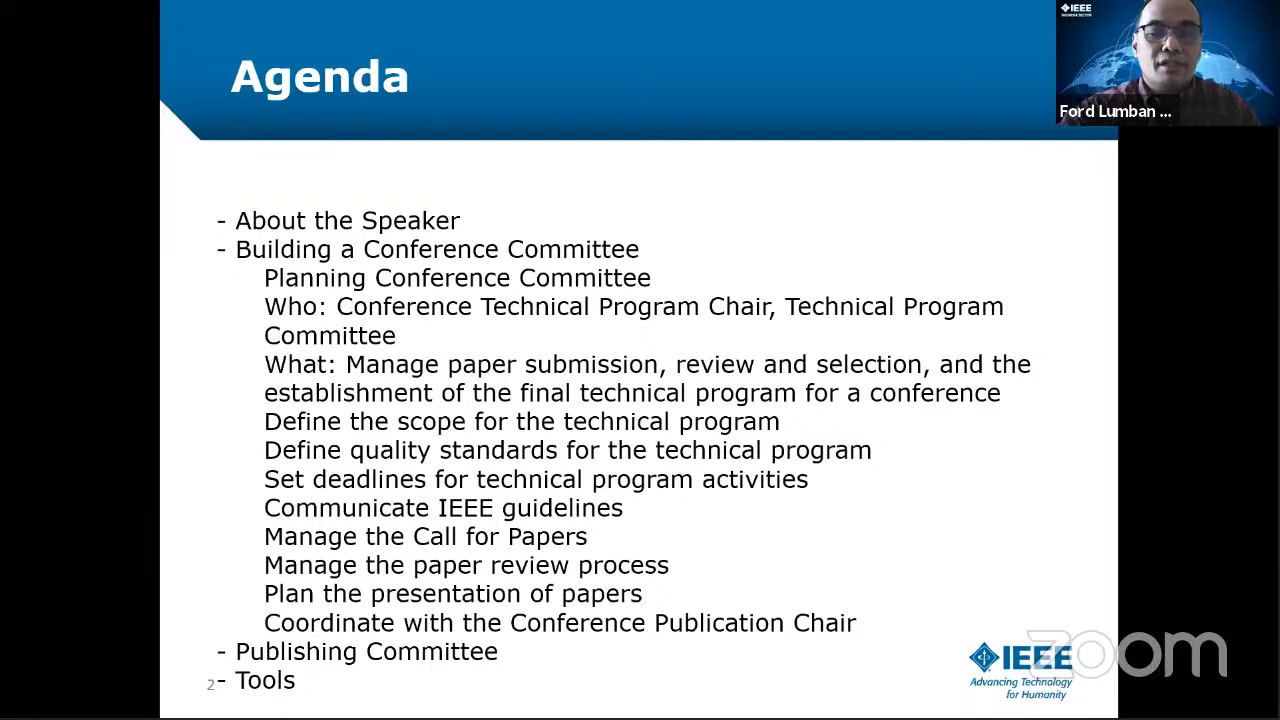 Agenda
IEEE
INDONESIA SECTION
Ford Lumban ...
- About the Speaker
- Building a Conference Committee
Planning Conference Committee
Who: Conference Technical Program Chair, Technical Program
Committee
What: Manage paper submission, review and selection, and the
establishment of the final technical program for a conference
Define the scope for the technical program
Define quality standards for the technical program
Set deadlines for technical program activities
Communicate IEEE guidelines
Manage the Call for Papers
Manage the paper review process
Plan the presentation of papers
Coordinate with the Conference Publication Chair
- Publishing Committee
- Tools
2
IEEE
Advancing Technology
for Humanity
zoom